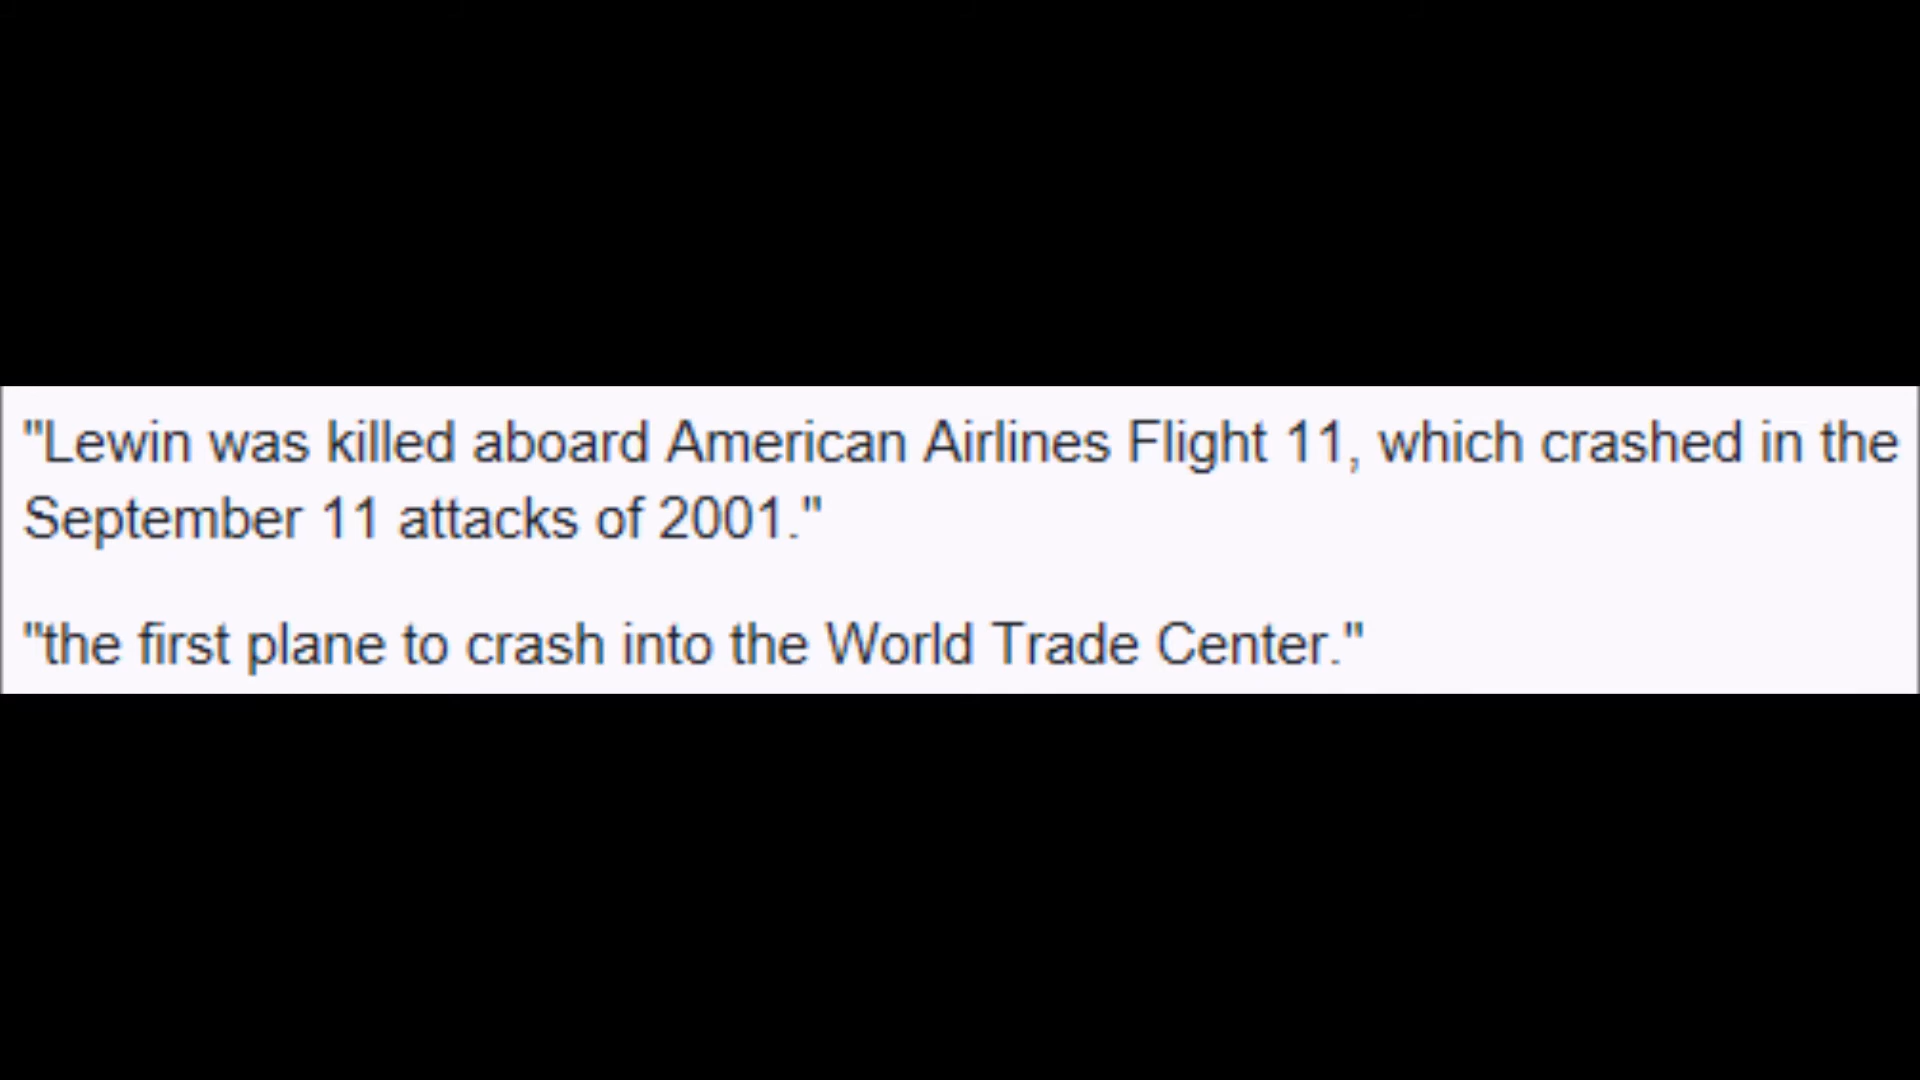 "Lewin was killed aboard American Airlines Flight 11, which crashed in the
September 11 attacks of 2001."
"the first plane to crash into the World Trade Center."